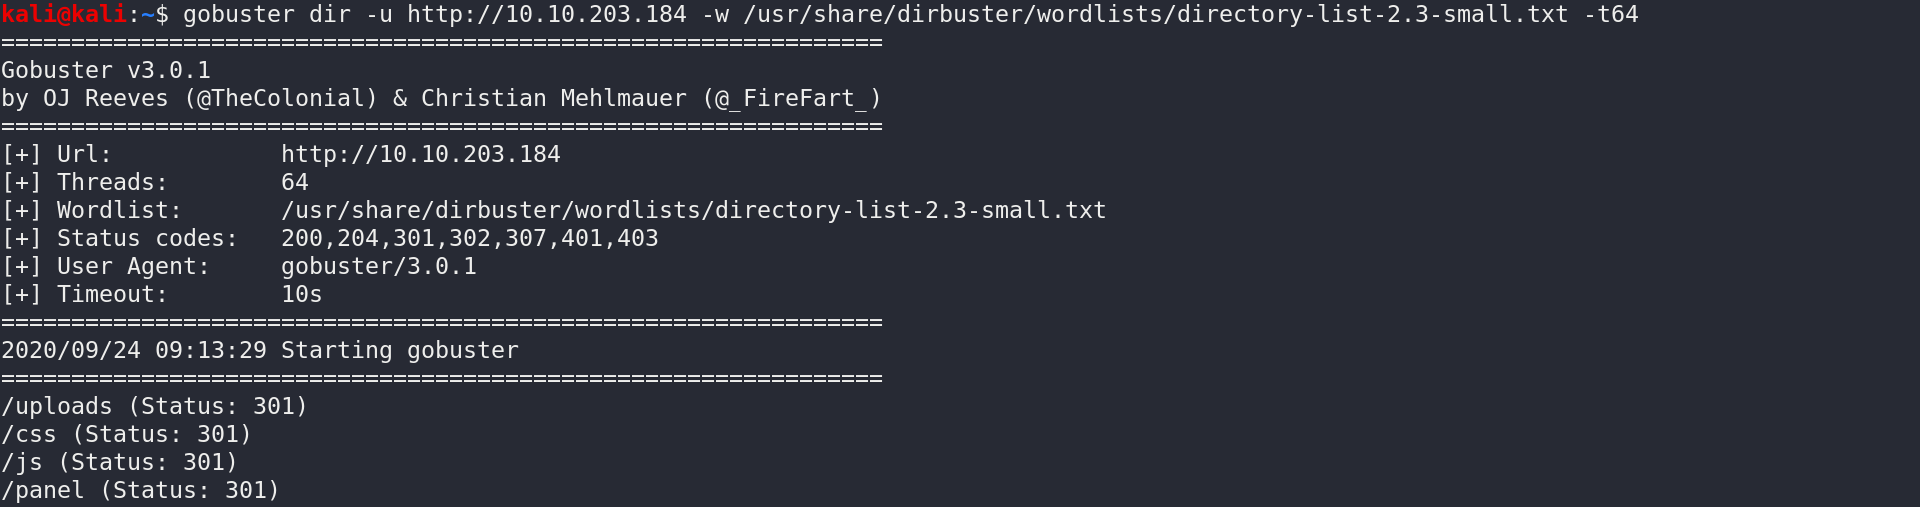 kali@kali:~$ gobuster dir -u http://10.10.203.184 -w /usr/share/dirbuster/wordlists/directory-list-2.3-small.txt -t64
===============================================================
Gobuster v3.0.1
by OJ Reeves (@TheColonial) & Christian Mehlmauer (@_FireFart_)
===============================================================
[+] Url:            http://10.10.203.184
[+] Threads:        64
[+] Wordlist:       /usr/share/dirbuster/wordlists/directory-list-2.3-small.txt
[+] Status codes:   200,204,301,302,307,401,403
[+] User Agent:     gobuster/3.0.1
[+] Timeout:        10s
===============================================================
2020/09/24 09:13:29 Starting gobuster
===============================================================
/uploads (Status: 301)
/css (Status: 301)
/js (Status: 301)
/panel (Status: 301)